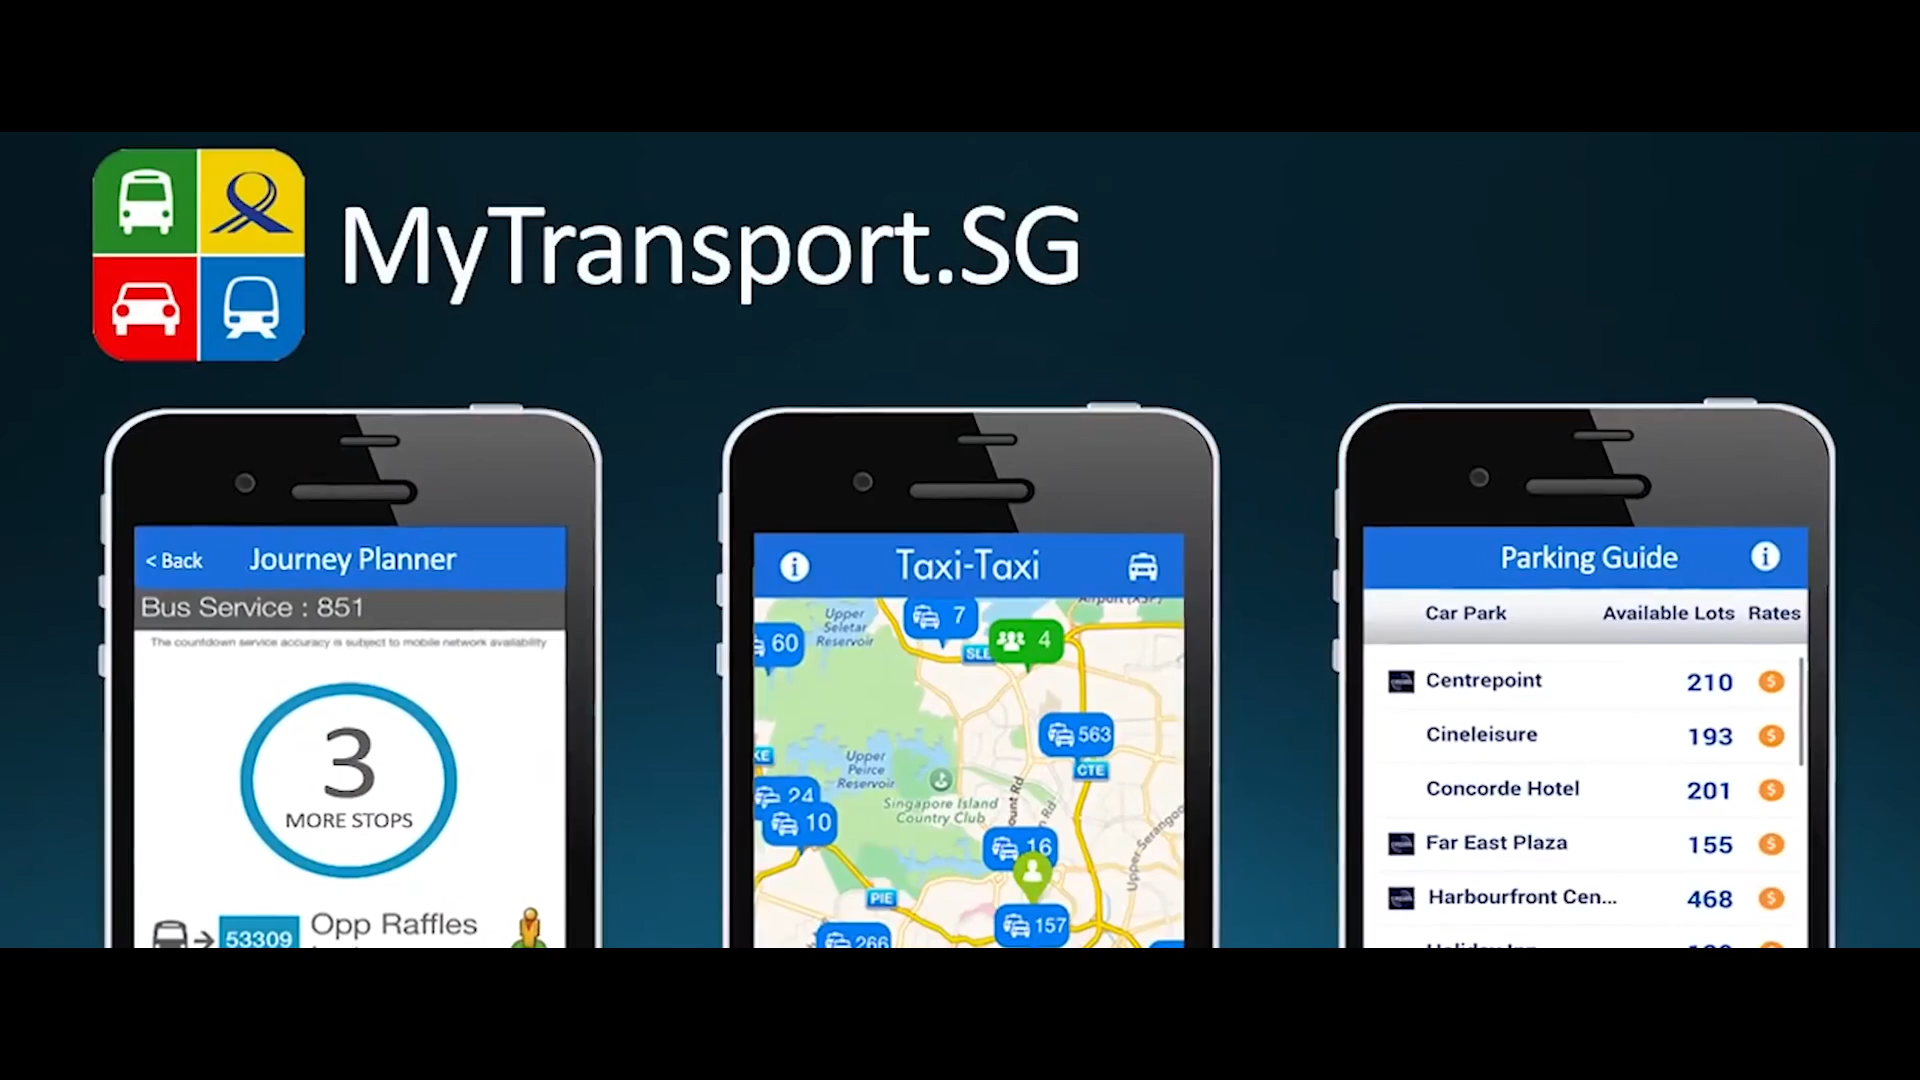 MyTransport.SG
< Back Journey Planner
Bus Service : 851
The countdown service accuracy is subject to mobile network availability
3
MORE STOPS
53309 Opp Raffles
Taxi-Taxi
7
Upper
Seletar
Reservoir
60
4
SLE
563
CTE
Upper
Peirce
Reservoir
24
Singapore Island
Country Club
10
16
Upper Serangoo
PIE
157
266
Parking Guide
Car Park Available Lots Rates
Centrepoint 210
Cineleisure 193
Concorde Hotel 201
Far East Plaza 155
Harbourfront Cen... 468